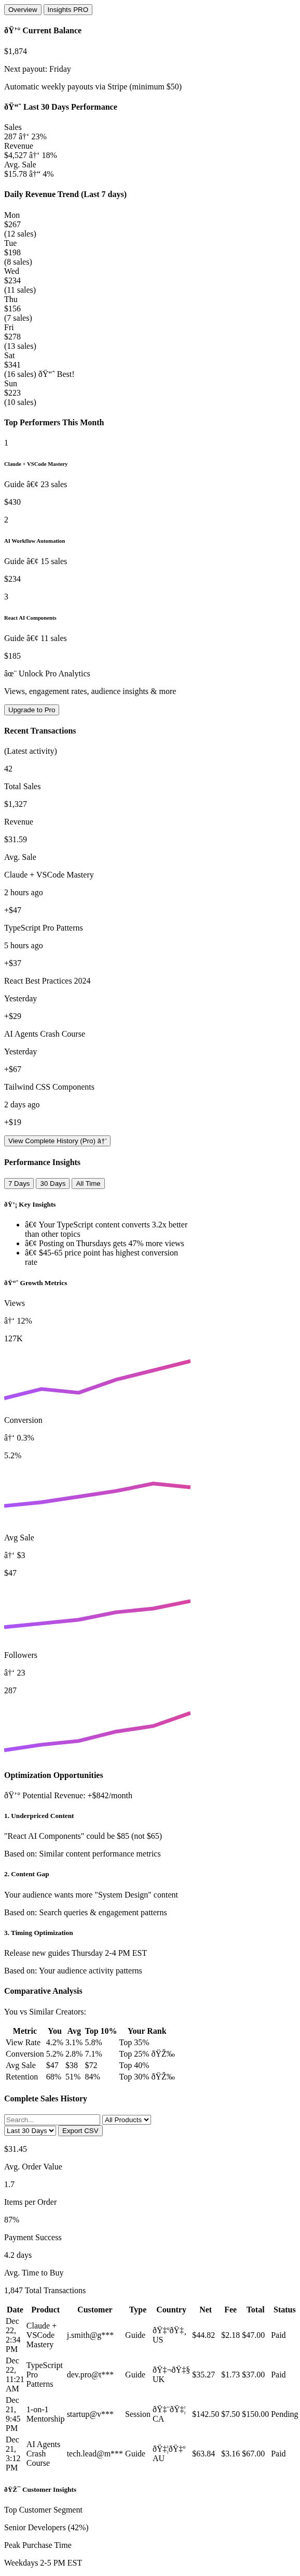 Overview Insights PRO
ðŸ'° Current Balance
$1,874
Next payout: Friday
Automatic weekly payouts via Stripe (minimum $50)
ðŸ“ˆ Last 30 Days Performance
Sales
287 â†‘ 23%
Revenue
$4,527 â†‘ 18%
Avg. Sale
$15.78 â†“ 4%
Daily Revenue Trend (Last 7 days)
Mon
$267
(12 sales)
Tue
$198
(8 sales)
Wed
$234
(11 sales)
Thu
$156
(7 sales)
Fri
$278
(13 sales)
Sat
$341
(16 sales) ðŸ“ˆ Best!
Sun
$223
(10 sales)
Top Performers This Month
1
Claude + VSCode Mastery
Guide â€¢ 23 sales
$430
2
AI Workflow Automation
Guide â€¢ 15 sales
$234
3
React AI Components
Guide â€¢ 11 sales
$185
âœ¨ Unlock Pro Analytics
Views, engagement rates, audience insights & more
Upgrade to Pro
Recent Transactions
(Latest activity)
42
Total Sales
$1,327
Revenue
$31.59
Avg. Sale
Claude + VSCode Mastery
2 hours ago
+$47
TypeScript Pro Patterns
5 hours ago
+$37
React Best Practices 2024
Yesterday
+$29
AI Agents Crash Course
Yesterday
+$67
Tailwind CSS Components
2 days ago
+$19
View Complete History (Pro) â†’
Performance Insights
7 Days 30 Days All Time
ðŸ’¡ Key Insights
â€¢ Your TypeScript content converts 3.2x better
than other topics
â€¢ Posting on Thursdays gets 47% more views
â€¢ $45-65 price point has highest conversion
rate
ðŸ“ˆ Growth Metrics
Views
â†‘ 12%
127K
Conversion
â†‘ 0.3%
5.2%
Avg Sale
â†‘ $3
$47
Followers
â†‘ 23
287
Optimization Opportunities
ðŸ'° Potential Revenue: +$842/month
1. Underpriced Content
"React AI Components" could be $85 (not $65)
Based on: Similar content performance metrics
2. Content Gap
Your audience wants more "System Design" content
Based on: Search queries & engagement patterns
3. Timing Optimization
Release new guides Thursday 2-4 PM EST
Based on: Your audience activity patterns
Comparative Analysis
You vs Similar Creators:
Metric You Avg Top 10% Your Rank
View Rate 4.2% 3.1% 5.8% Top 35%
Conversion 5.2% 2.8% 7.1% Top 25% ðŸŽ‰
Avg Sale $47 $38 $72 Top 40%
Retention 68% 51% 84% Top 30% ðŸŽ‰
Complete Sales History
Search... All Products
Last 30 Days Export CSV
$31.45
Avg. Order Value
1.7
Items per Order
87%
Payment Success
4.2 days
Avg. Time to Buy
1,847 Total Transactions
Date Product Customer Type Country Net Fee Total Status
Dec 22, 2:34 PM Claude + VSCode Mastery j.smith@g*** Guide ðŸ‡ºðŸ‡¸ US $44.82 $2.18 $47.00 Paid
Dec 22, 11:21 AM TypeScript Pro Patterns dev.pro@t*** Guide ðŸ‡¬ðŸ‡§ UK $35.27 $1.73 $37.00 Paid
Dec 21, 9:45 PM 1-on-1 Mentorship startup@v*** Session ðŸ‡¨ðŸ‡¦ CA $142.50 $7.50 $150.00 Pending
Dec 21, 3:12 PM AI Agents Crash Course tech.lead@m*** Guide ðŸ‡¦ðŸ‡º AU $63.84 $3.16 $67.00 Paid
ðŸŽ¯ Customer Insights
Top Customer Segment
Senior Developers (42%)
Peak Purchase Time
Weekdays 2-5 PM EST